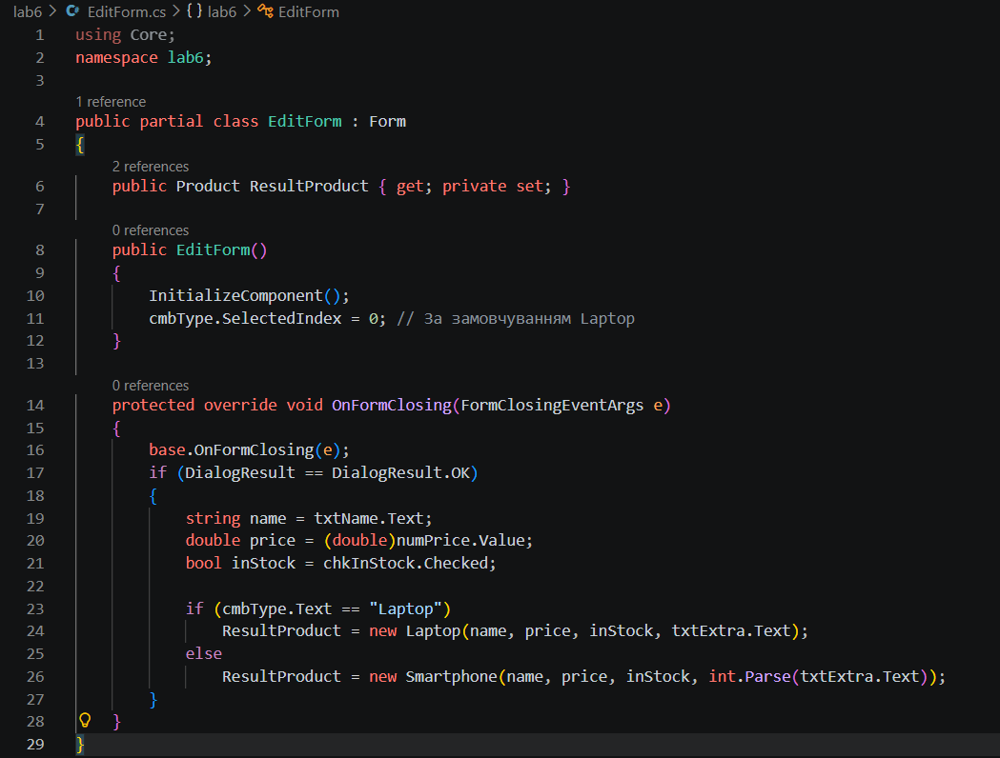 lab6 > EditForm.cs > {} lab6 > EditForm
1 using Core;
2 namespace lab6;
3
1 reference
4 public partial class EditForm : Form
5 {
2 references
6 public Product ResultProduct { get; private set; }
7
0 references
8 public EditForm()
9 {
10 InitializeComponent();
11 cmbType.SelectedIndex = 0; // За замовчуванням Laptop
12 }
13
0 references
14 protected override void OnFormClosing(FormClosingEventArgs e)
15 {
16 base.OnFormClosing(e);
17 if (DialogResult == DialogResult.OK)
18 {
19 string name = txtName.Text;
20 double price = (double)numPrice.Value;
21 bool inStock = chkInStock.Checked;
22
23 if (cmbType.Text == "Laptop")
24 ResultProduct = new Laptop(name, price, inStock, txtExtra.Text);
25 else
26 ResultProduct = new Smartphone(name, price, inStock, int.Parse(txtExtra.Text));
27 }
28 }
29 }